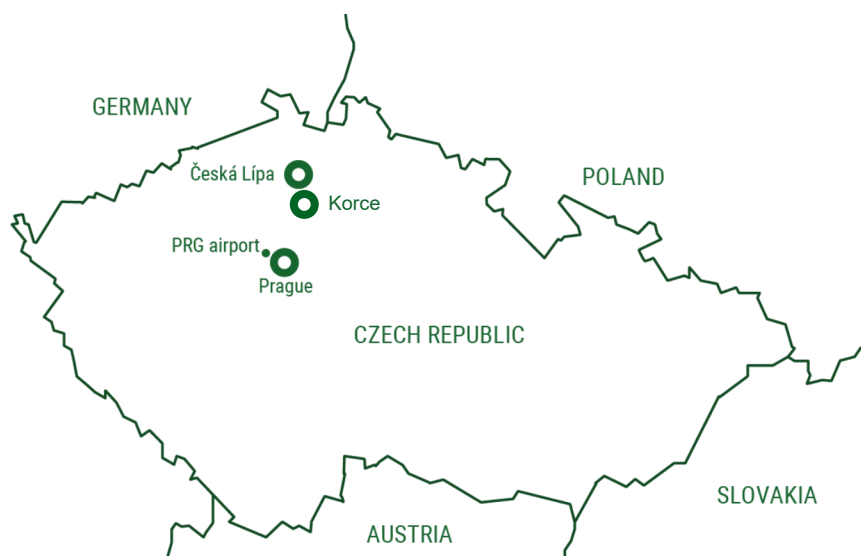 GERMANY
Česká Lípa
POLAND
Korce
PRG airport
Prague
CZECH REPUBLIC
SLOVAKIA
AUSTRIA